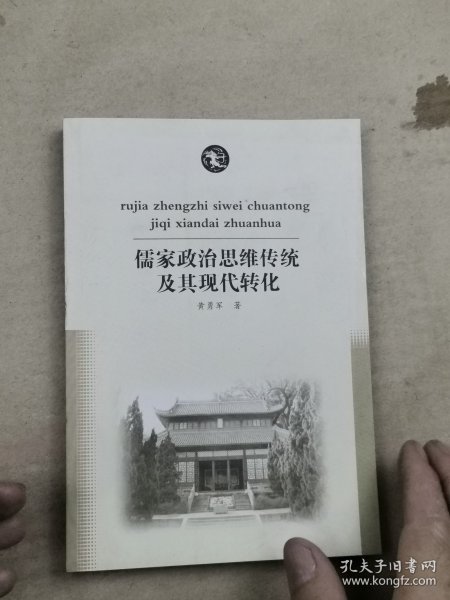 rujia zhengzhi siwei chuantong
jiqi xiandai zhuanhua
儒家政治思维传统
及其现代转化
黄勇军 著
孔夫子旧书网
www.kongfz.com